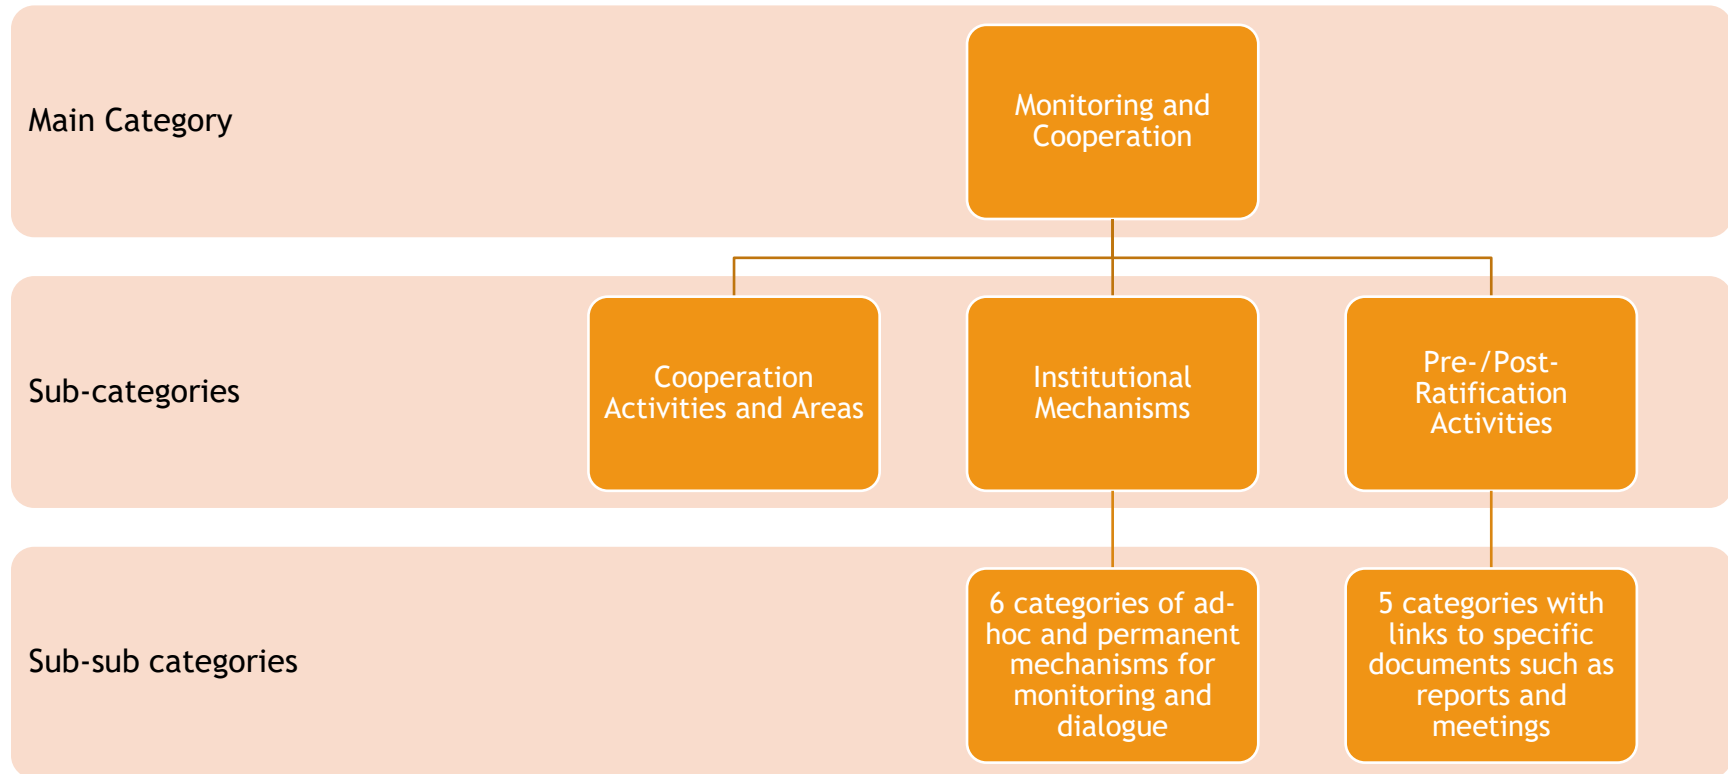 Main Category
Monitoring and
Cooperation
Sub-categories
Cooperation
Activities and Areas
Institutional
Mechanisms
Pre-/Post-
Ratification
Activities
Sub-sub categories
6 categories of ad-
hoc and permanent
mechanisms for
monitoring and
dialogue
5 categories with
links to specific
documents such as
reports and
meetings